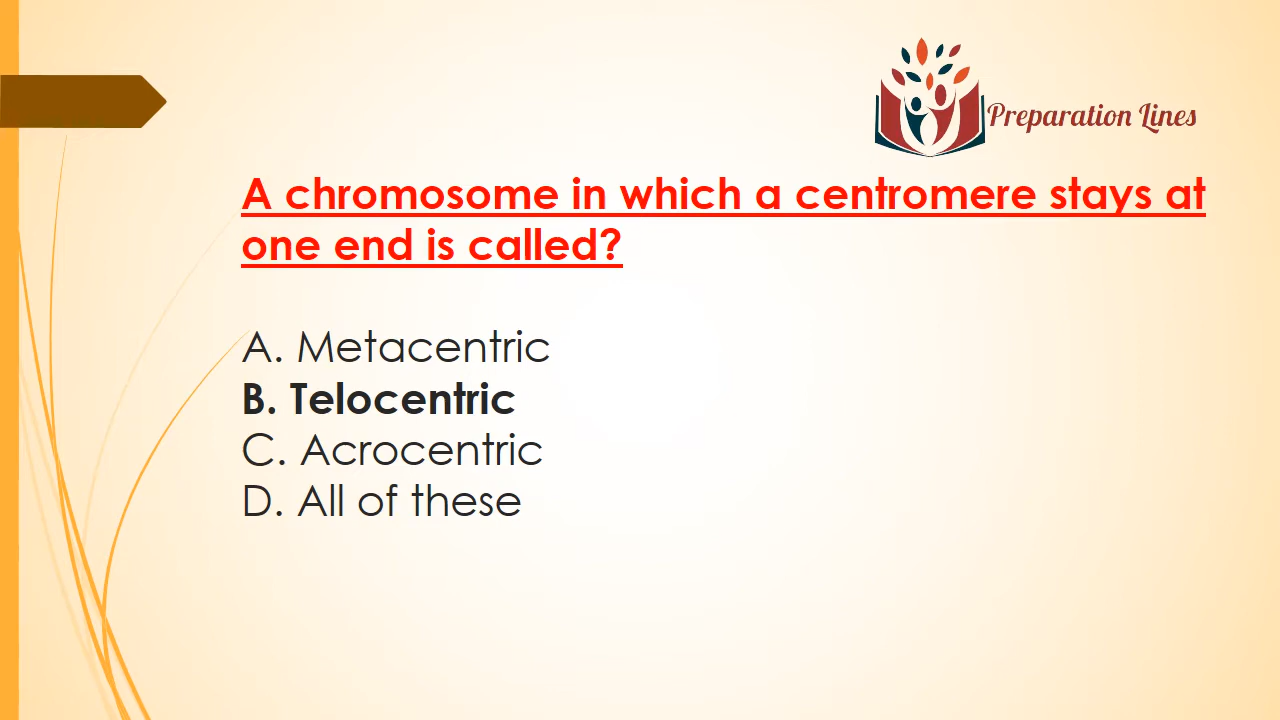 Preparation Lines
A chromosome in which a centromere stays at
one end is called?
A. Metacentric
B. Telocentric
C. Acrocentric
D. All of these